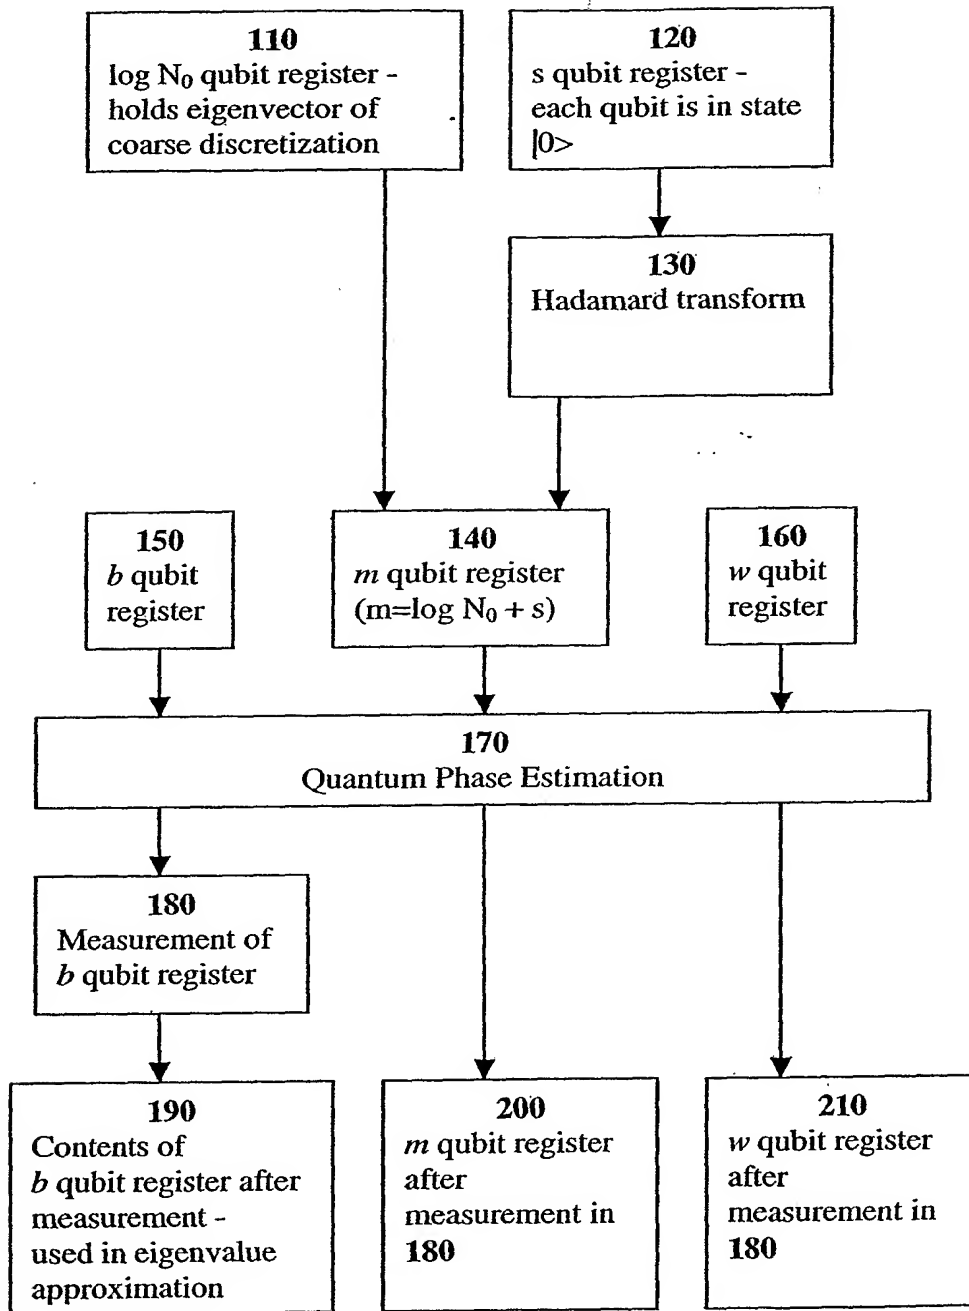 110
log N₀ qubit register -
holds eigenvector of
coarse discretization
120
s qubit register -
each qubit is in state
|0>
130
Hadamard transform
150
b qubit
register
140
m qubit register
(m=log N₀ + s)
160
w qubit
register
170
Quantum Phase Estimation
180
Measurement of
b qubit register
190
Contents of
b qubit register after
measurement -
used in eigenvalue
approximation
200
m qubit register
after
measurement in
180
210
w qubit register
after
measurement in
180